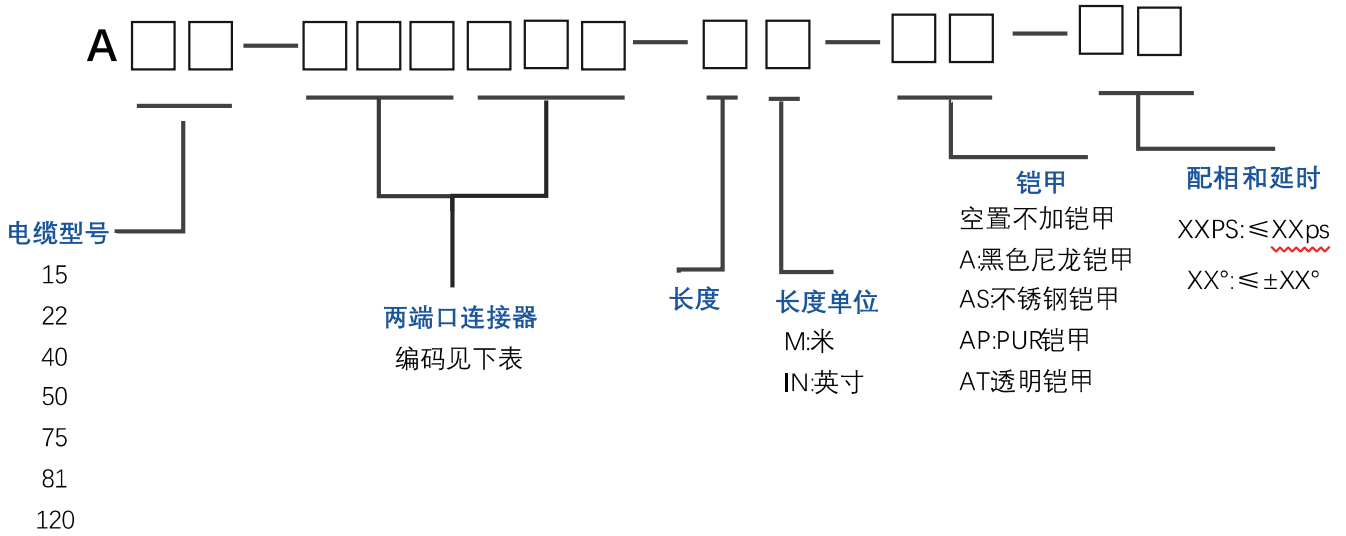 A
电缆型号
15
22
40
50
75
81
120
两端口连接器
编码见下表
长度
长度单位
M:米
IN:英寸
铠甲
空置不加铠甲
A:黑色尼龙铠甲
AS不锈钢铠甲
AP:PUR铠甲
AT透明铠甲
配相和延时
XXPS:≤XXps
XX°:≤±XX°